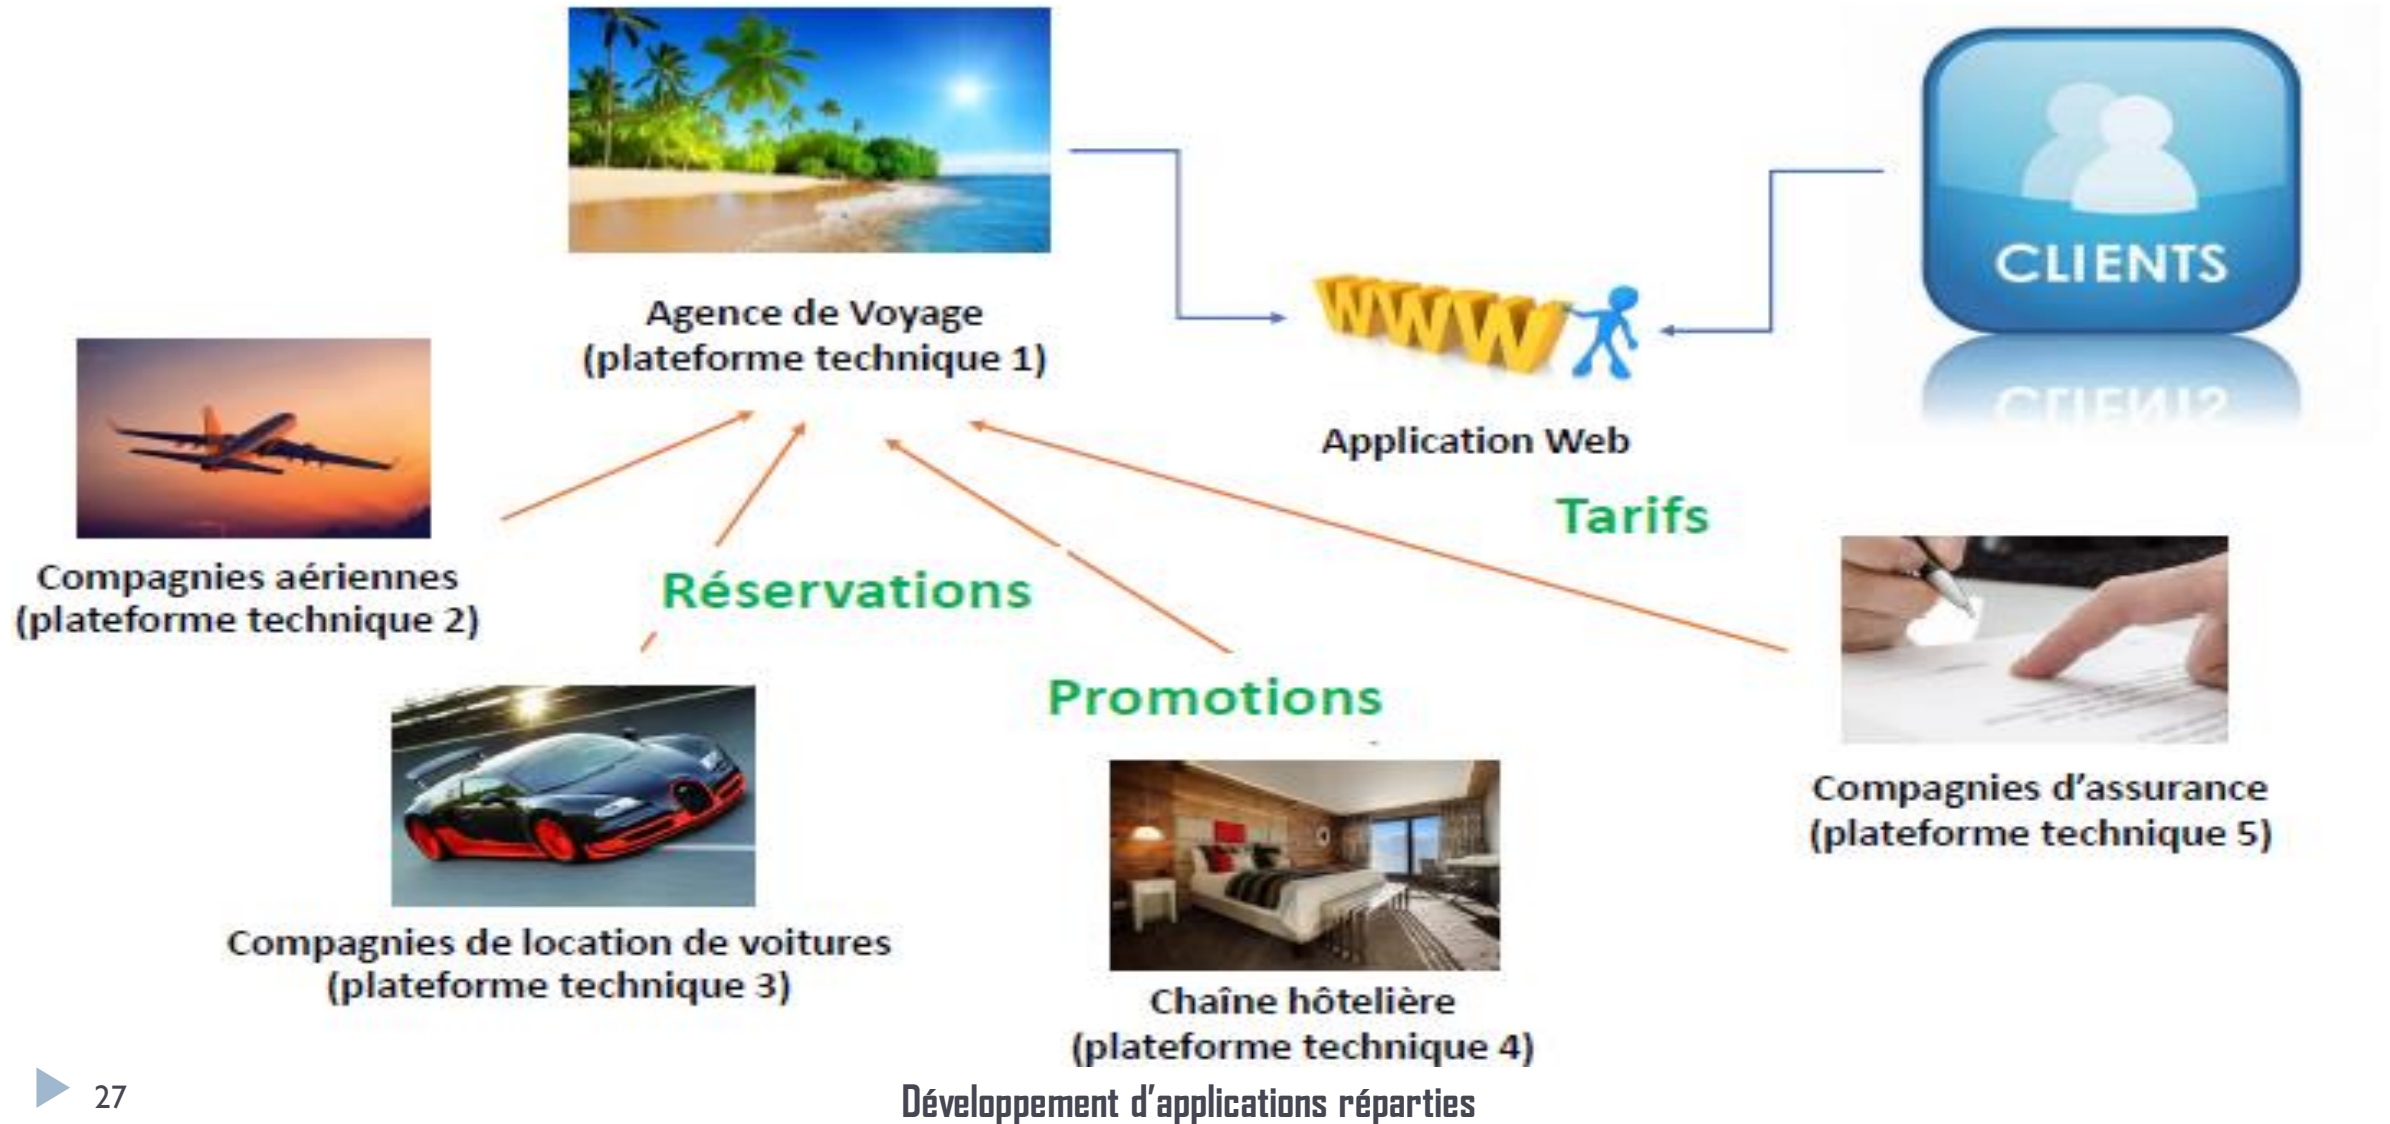 CLIENTS
Agence de Voyage
(plateforme technique 1)
WWW
Application Web
Tarifs
Compagnies aériennes
(plateforme technique 2)
Réservations
Promotions
Compagnies d'assurance
(plateforme technique 5)
Compagnies de location de voitures
(plateforme technique 3)
Chaîne hôtelière
(plateforme technique 4)
27
Développement d'applications réparties